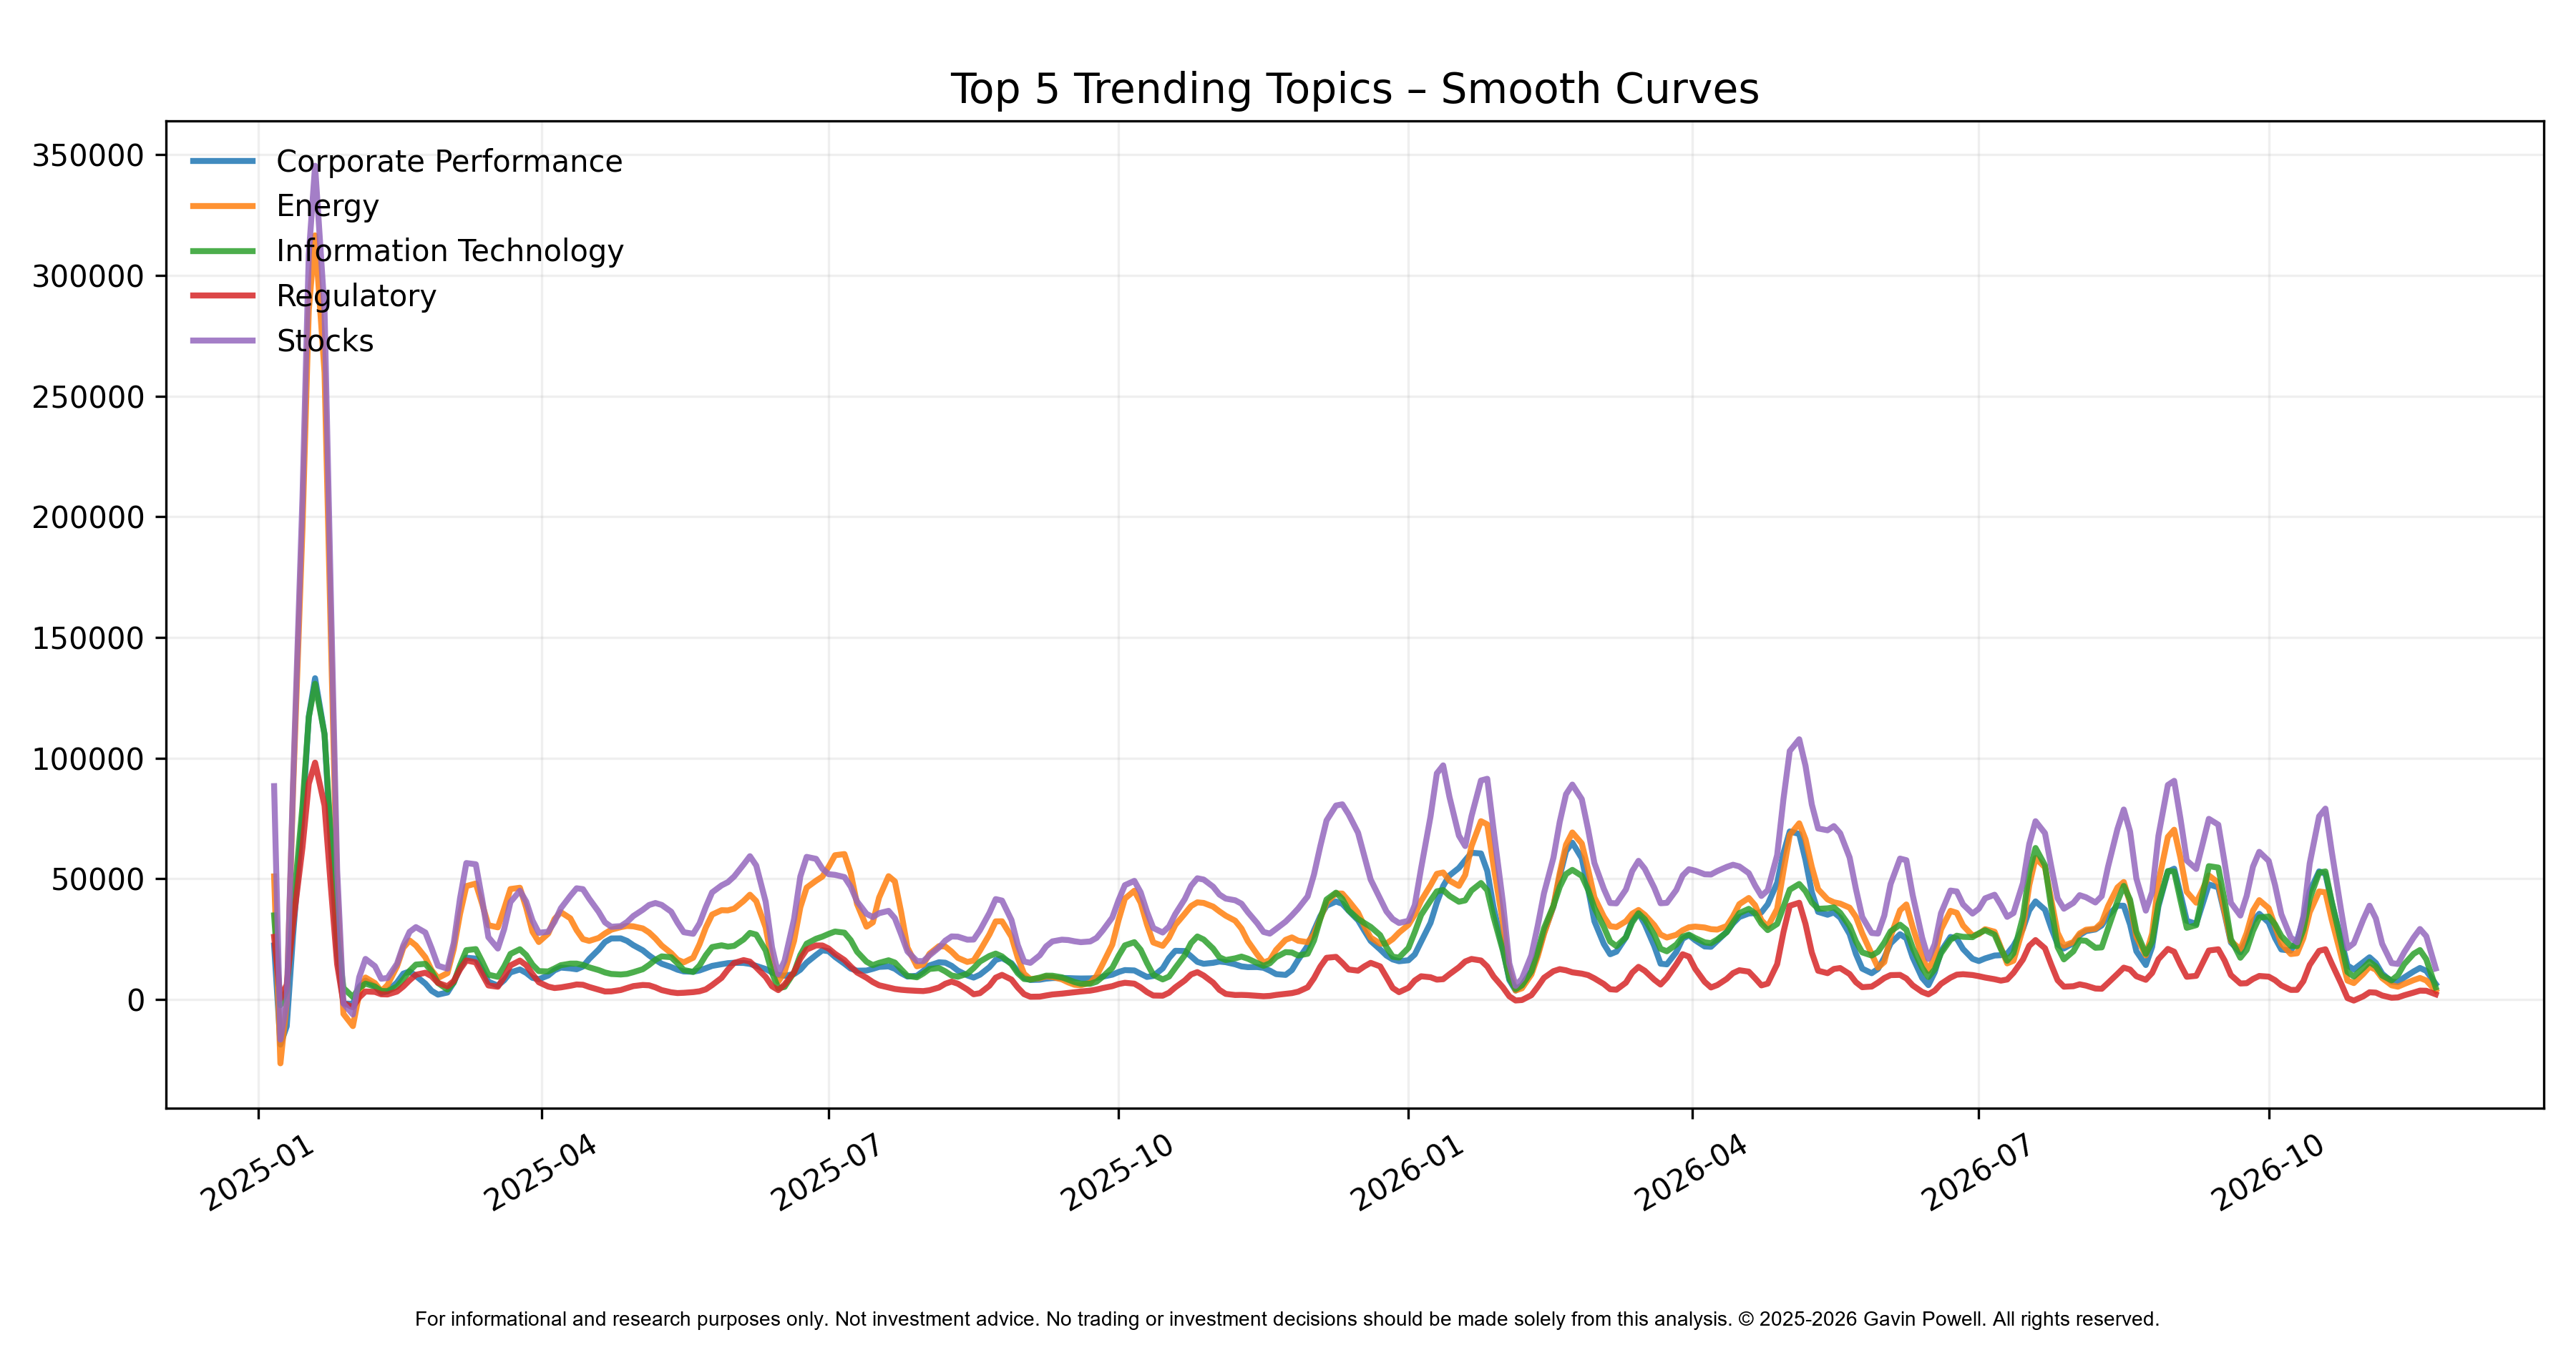 Top 5 Trending Topics – Smooth Curves
350000
300000
250000
200000
150000
100000
50000
0
Corporate Performance
Energy
Information Technology
Regulatory
Stocks
2025-01
2025-04
2025-07
2025-10
2026-01
2026-04
2026-07
2026-10
For informational and research purposes only. Not investment advice. No trading or investment decisions should be made solely from this analysis. © 2025-2026 Gavin Powell. All rights reserved.